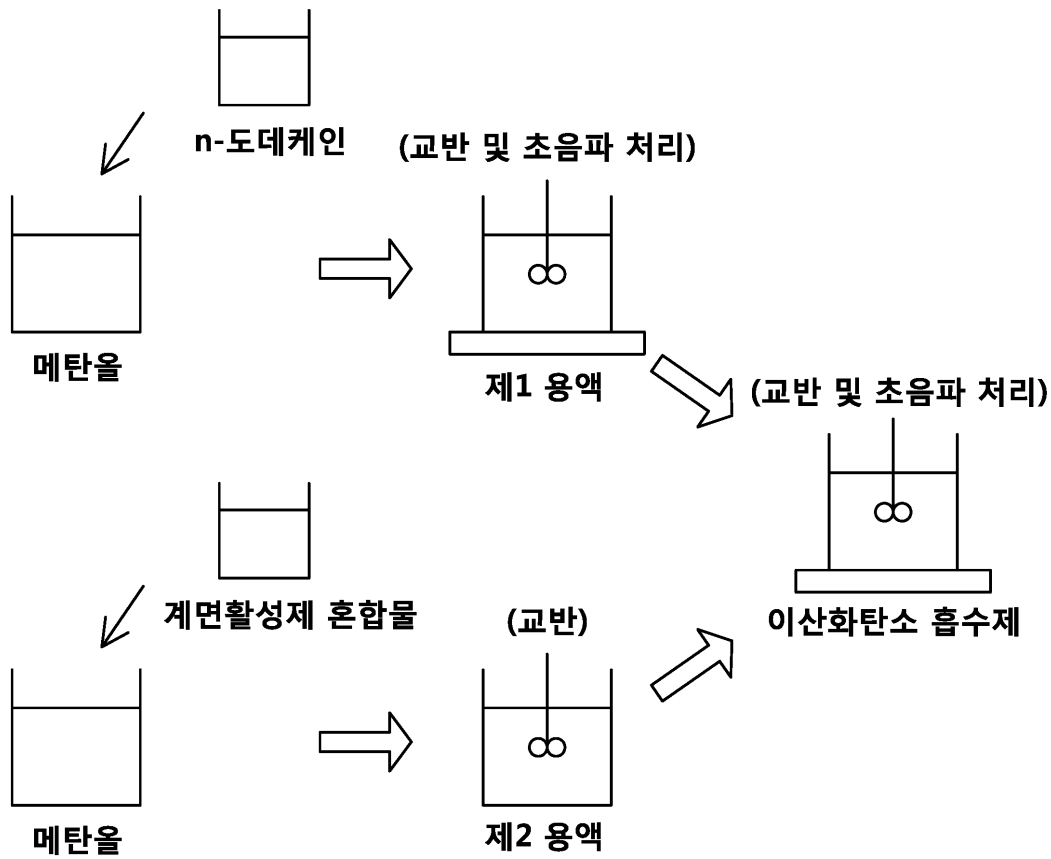 n-도데케인
(교반 및 초음파 처리)
메탄올
제1 용액
(교반 및 초음파 처리)
계면활성제 혼합물
(교반)
이산화탄소 흡수제
메탄올
제2 용액